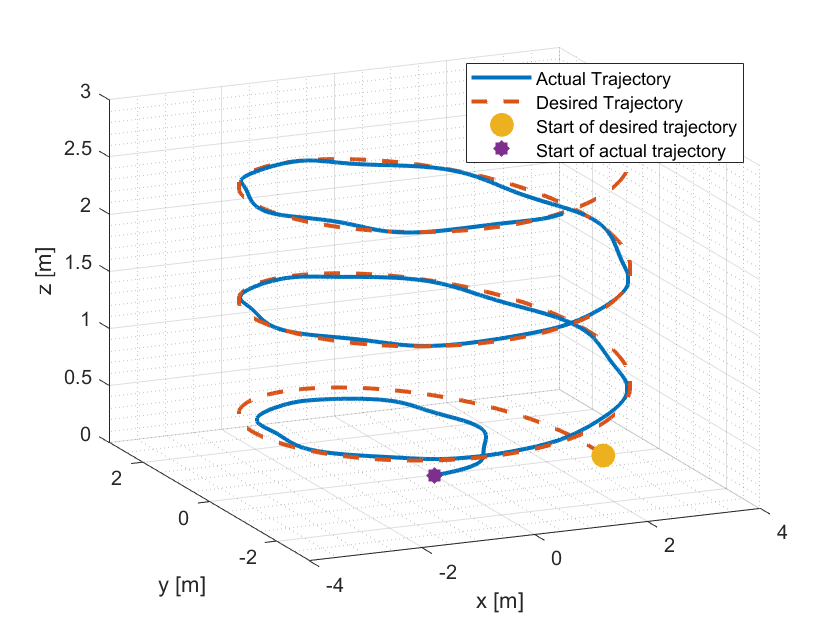 Actual Trajectory
Desired Trajectory
Start of desired trajectory
Start of actual trajectory
3
2.5
2
1.5
1
0.5
0
z [m]
2
0
-2
y [m]
-4
-2
0
2
4
x [m]